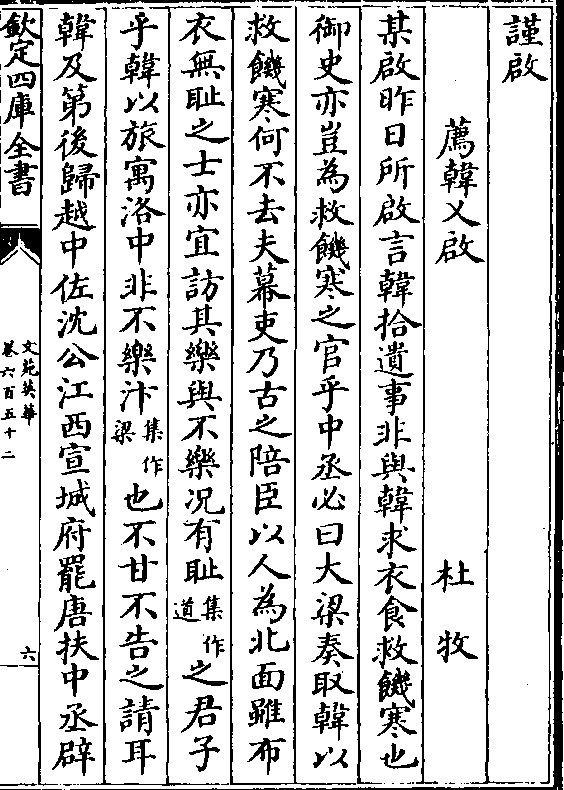 謹啟
薦韓乂啟　杜牧
某啟昨日所啟言韓拾遺事非與韓求衣食救饑寒也
御史亦豈為救饑寒之官乎中丞必曰大梁奏取韓以
救饑寒何不去夫幕吏乃古之陪臣以人為北面雖布
衣無恥之士亦宜訪其樂與不樂况有恥集作道之君子
乎韓以旅寓洛中非不樂汴集作梁也不甘不告之請耳
韓及第後歸越中佐沈公江西宣城府罷唐扶中丞辟
欽定四庫全書
文苑英華
卷六百五十二
六